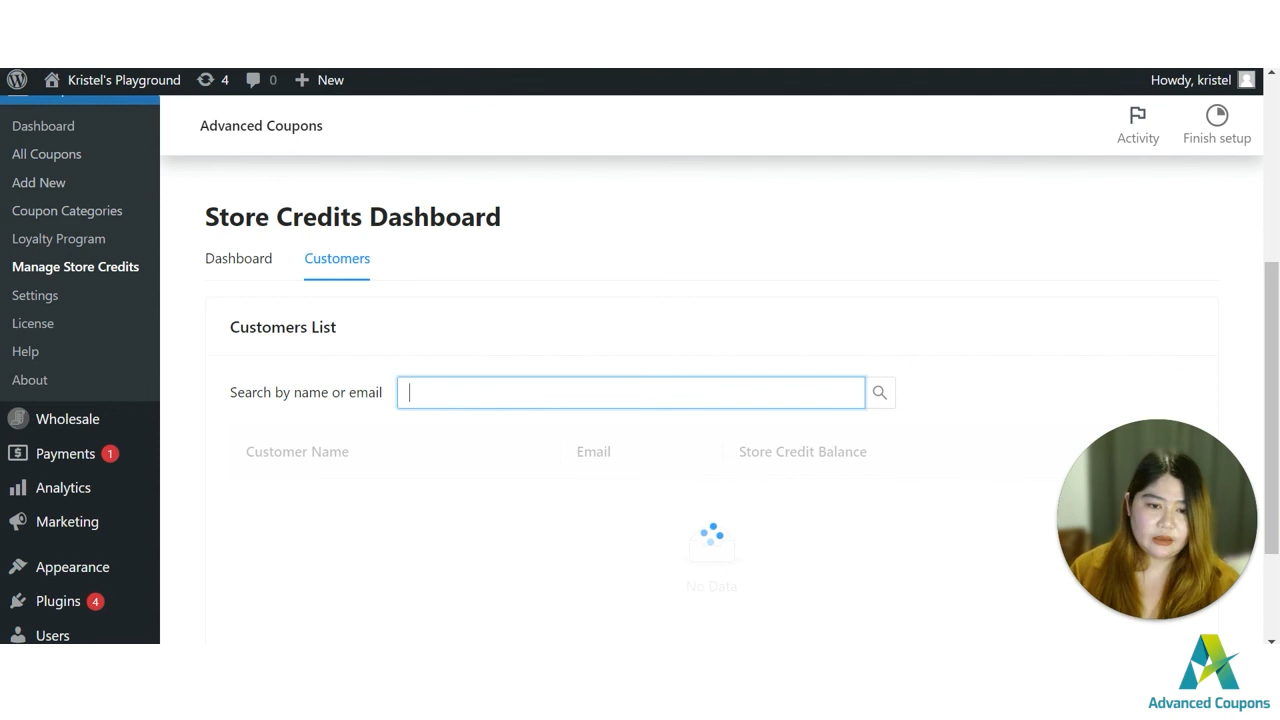 Kristel's Playground
4
0
New
Howdy, kristel
Dashboard
All Coupons
Add New
Coupon Categories
Loyalty Program
Manage Store Credits
Settings
License
Help
About
Wholesale
Payments 1
Analytics
Marketing
Appearance
Plugins 4
Users
Advanced Coupons
Activity
Finish setup
Store Credits Dashboard
Dashboard
Customers
Customers List
Search by name or email
Customer Name
Email
Store Credit Balance
No Data
Advanced Coupons